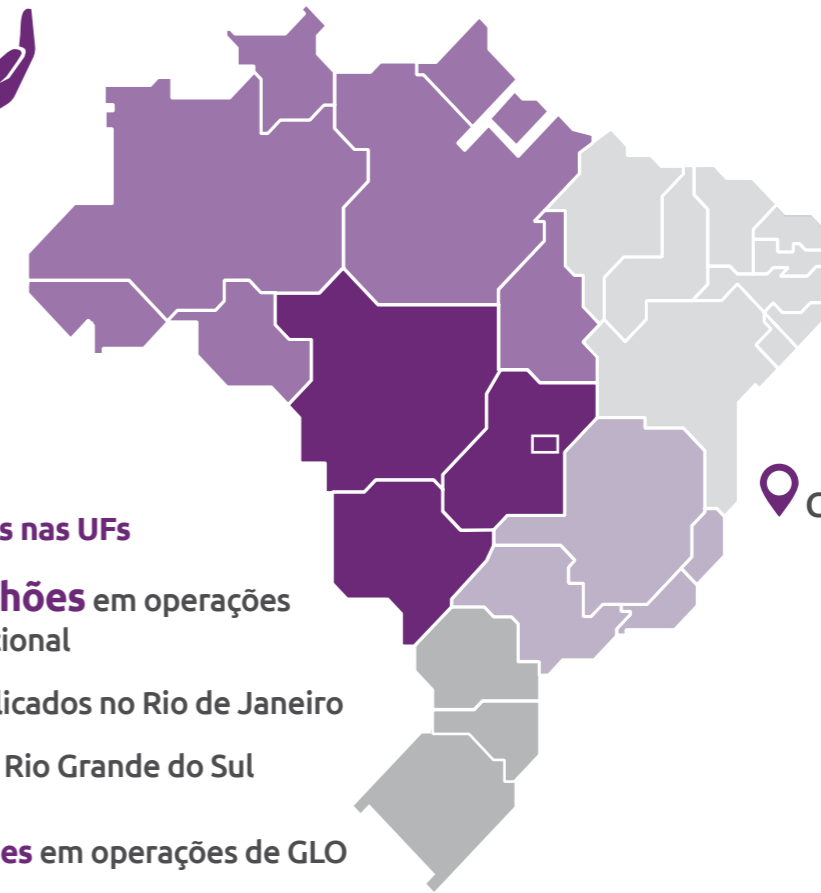 s nas UFs
hões em operações
cional
licados no Rio de Janeiro
Rio Grande do Sul
es em operações de GLO